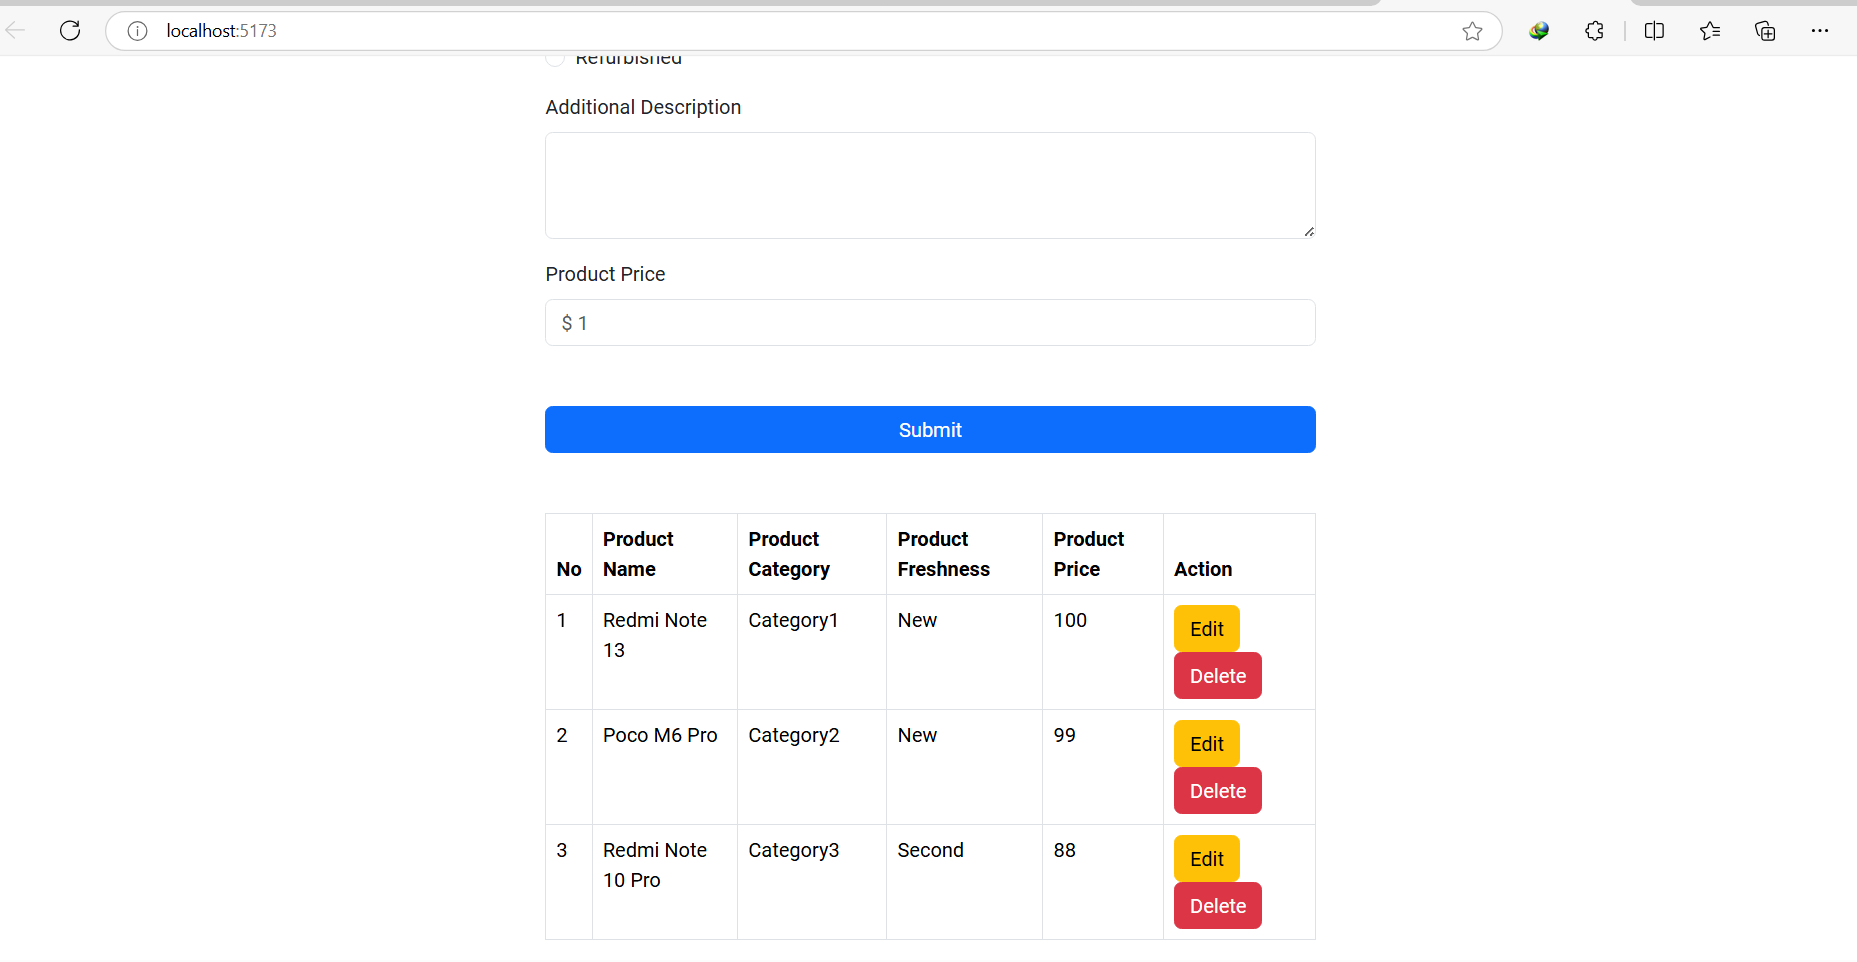 localhost:5173
Refurbished
Additional Description
Product Price
$ 1
Submit
No Product Name Product Category Product Freshness Product Price Action
1 Redmi Note 13 Category1 New 100 Edit Delete
2 Poco M6 Pro Category2 New 99 Edit Delete
3 Redmi Note 10 Pro Category3 Second 88 Edit Delete